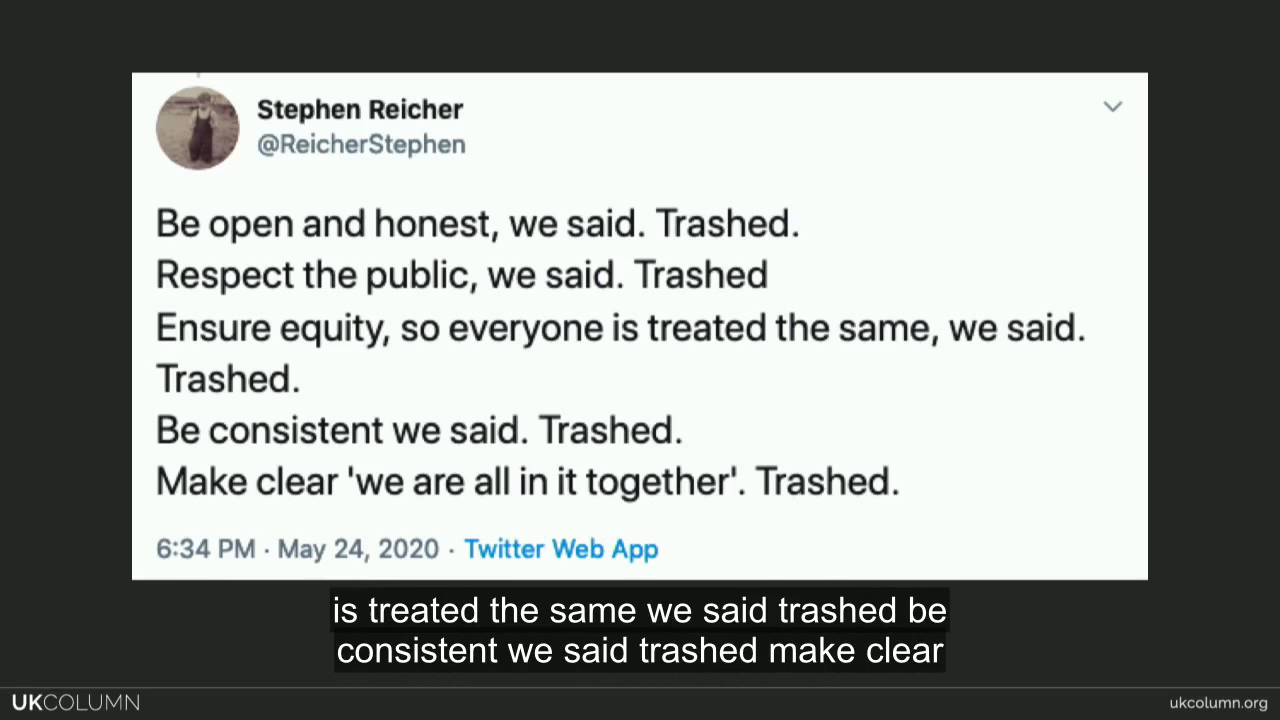 Stephen Reicher
@ReicherStephen
Be open and honest, we said. Trashed.
Respect the public, we said. Trashed
Ensure equity, so everyone is treated the same, we said.
Trashed.
Be consistent we said. Trashed.
Make clear 'we are all in it together'. Trashed.
6:34 PM · May 24, 2020 · Twitter Web App
is treated the same we said trashed be
consistent we said trashed make clear
UKCOLUMN
ukcolumn.org